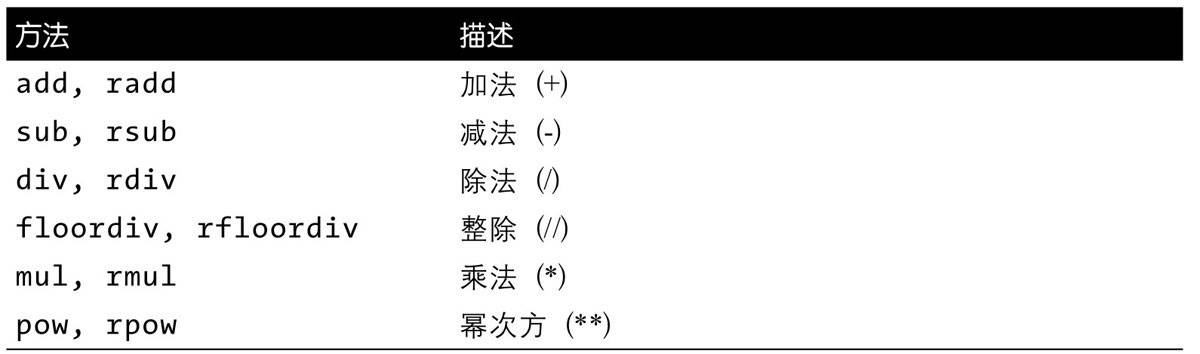 方法 描述
add, radd 加法 (+)
sub, rsub 减法 (-)
div, rdiv 除法 (/)
floordiv, rfloordiv 整除 (//)
mul, rmul 乘法 (*)
pow, rpow 幂次方 (**)